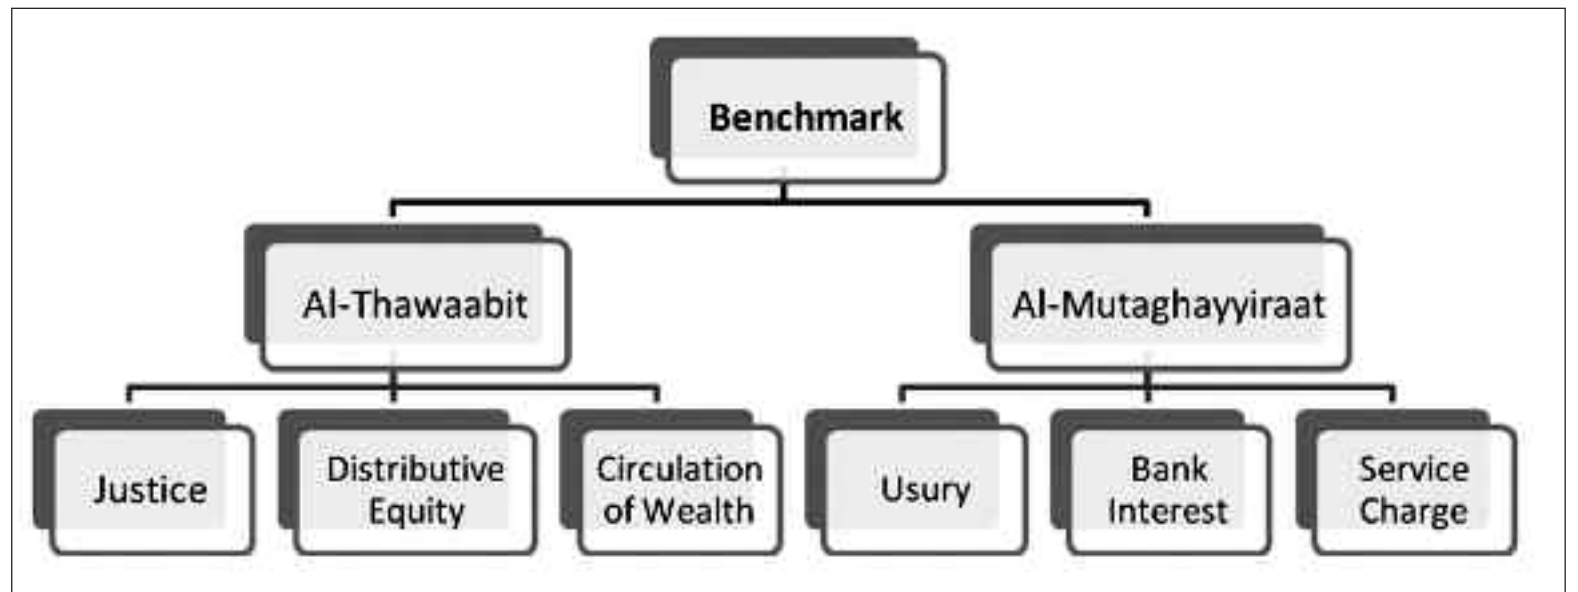 Benchmark
Al-Thawaabit
Al-Mutaghayyiraat
Justice
Distributive
Equity
Circulation
of Wealth
Usury
Bank
Interest
Service
Charge